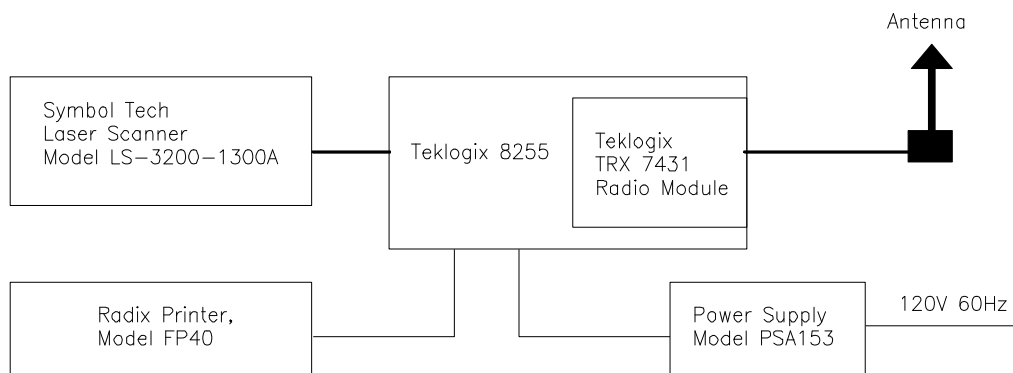 Antenna
Symbol Tech
Laser Scanner
Model LS-3200-1300A
Teklogix 8255
Teklogix
TRX 7431
Radio Module
Radix Printer,
Model FP40
Power Supply
Model PSA153
120V 60Hz